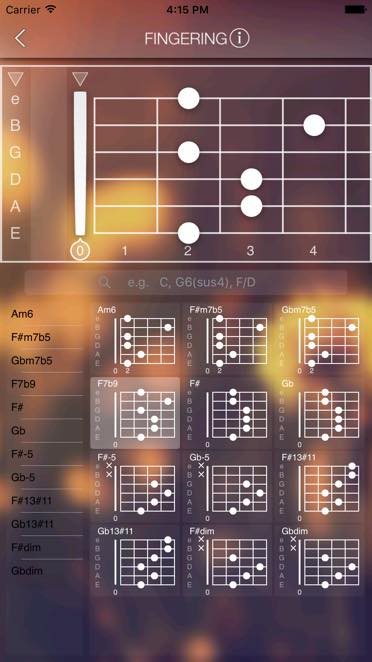 Carrier 4:15 PM
FINGERING i
e
B
G
D
A
E
0 1 2 3 4
e.g. C, G6(sus4), F/D
Am6
F#m7b5
Gbm7b5
F7b9
F#
Gb
F#-5
Gb-5
F#13#11
Gb13#11
F#dim
Gbdim
Am6 F#m7b5 Gbm7b5
e B G D A E e B G D A E e B G D A E
0 2 0 2 0 2
F7b9 F# Gb
e B G D A E e B G D A E e B G D A E
0 0 0
F#-5 Gb-5 F#13#11
e B G D A E e B G D A E e B G D A E
0 0 0
Gb13#11 F#dim Gbdim
e B G D A E e B G D A E e B G D A E
0 0 0